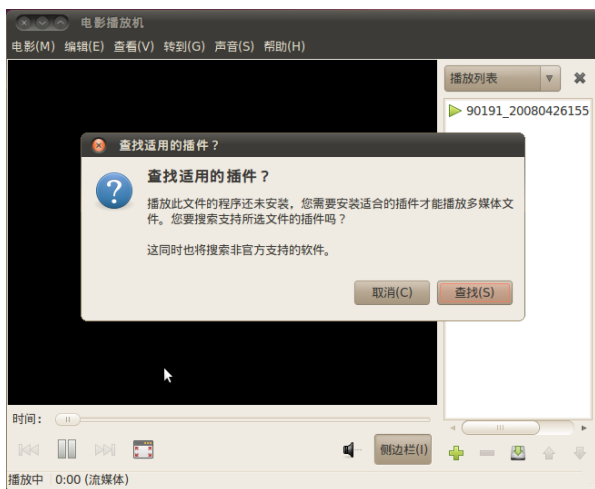 电影播放机
电影(M) 编辑(E) 查看(V) 转到(G) 声音(S) 帮助(H)
播放列表
90191_20080426155
查找适用的插件？
查找适用的插件？
播放此文件的程序还未安装，您需要安装适合的插件才能播放多媒体文
件。您要搜索支持所选文件的插件吗？
这同时也将搜索非官方支持的软件。
取消(C) 查找(S)
时间：
侧边栏(I)
播放中 0:00 (流媒体)